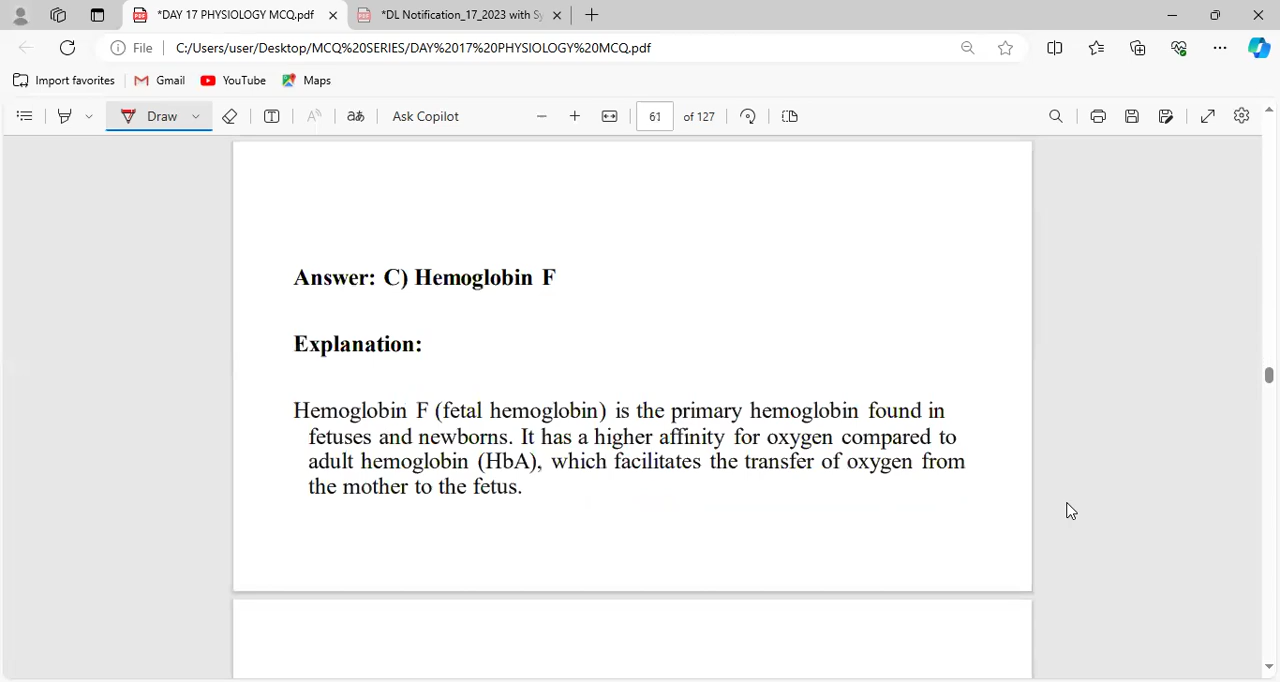 *DAY 17 PHYSIOLOGY MCQ.pdf
*DL Notification_17_2023 with Sy
File
C:/Users/user/Desktop/MCQ%20SERIES/DAY%2017%20PHYSIOLOGY%20MCQ.pdf
Import favorites
Gmail
YouTube
Maps
Draw
Ask Copilot
61
of 127
Answer: C) Hemoglobin F
Explanation:
Hemoglobin F (fetal hemoglobin) is the primary hemoglobin found in
fetuses and newborns. It has a higher affinity for oxygen compared to
adult hemoglobin (HbA), which facilitates the transfer of oxygen from
the mother to the fetus.